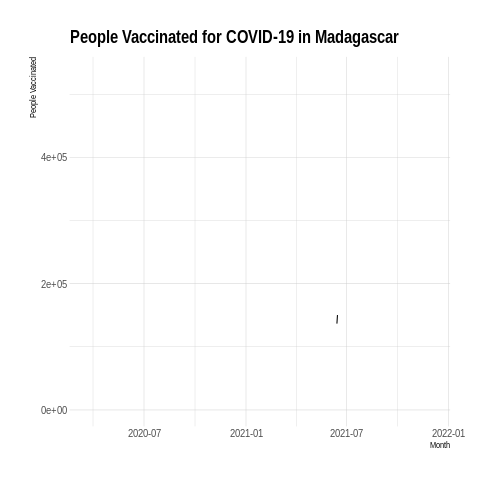 People Vaccinated for COVID-19 in Madagascar
People Vaccinated
4e+05
2e+05
0e+00
2020-07 2021-01 2021-07 2022-01
Month